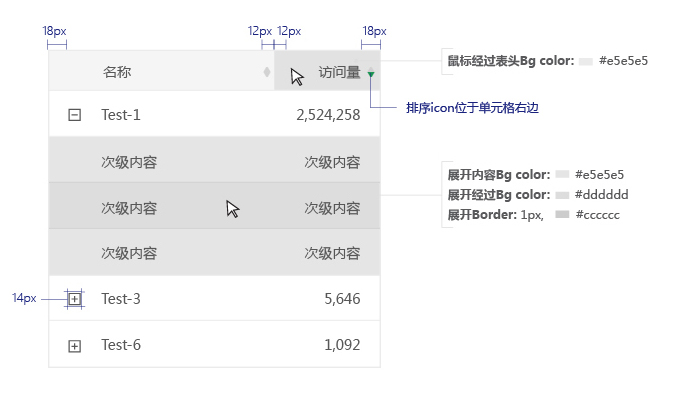 18px 12px 12px 18px
名称 访问量
鼠标经过表头Bg color: #e5e5e5
排序icon位于单元格右边
Test-1 2,524,258
次级内容 次级内容
展开内容Bg color: #e5e5e5
展开经过Bg color: #dddddd
展开Border: 1px, #cccccc
次级内容 次级内容
次级内容 次级内容
14px
Test-3 5,646
Test-6 1,092